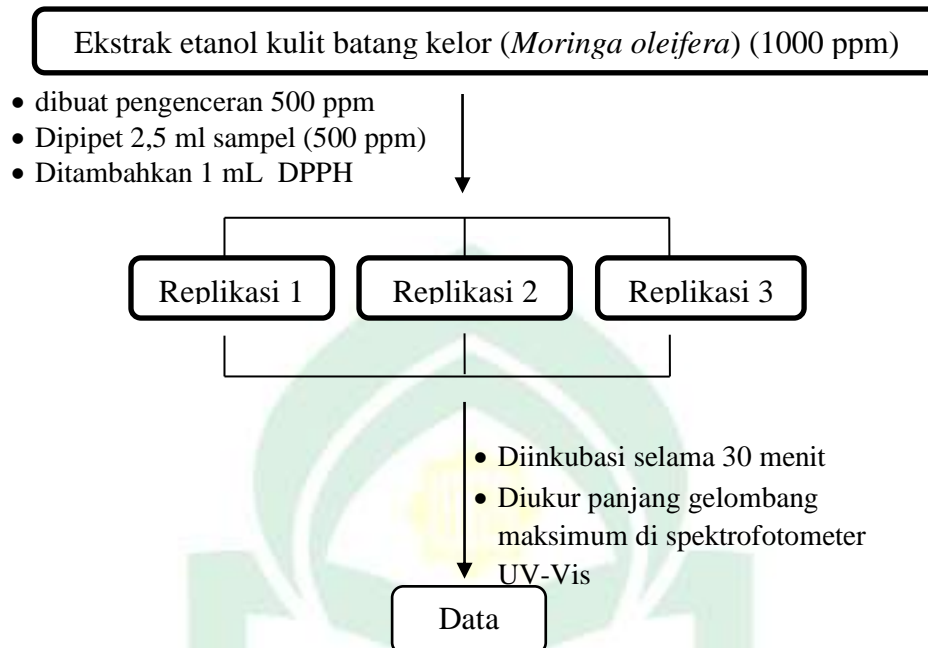 Ekstrak etanol kulit batang kelor (Moringa oleifera) (1000 ppm)
• dibuat pengenceran 500 ppm
• Dipipet 2,5 ml sampel (500 ppm)
• Ditambahkan 1 mL DPPH
Replikasi 1 Replikasi 2 Replikasi 3
• Diinkubasi selama 30 menit
• Diukur panjang gelombang
maksimum di spektrofotometer
UV-Vis
Data